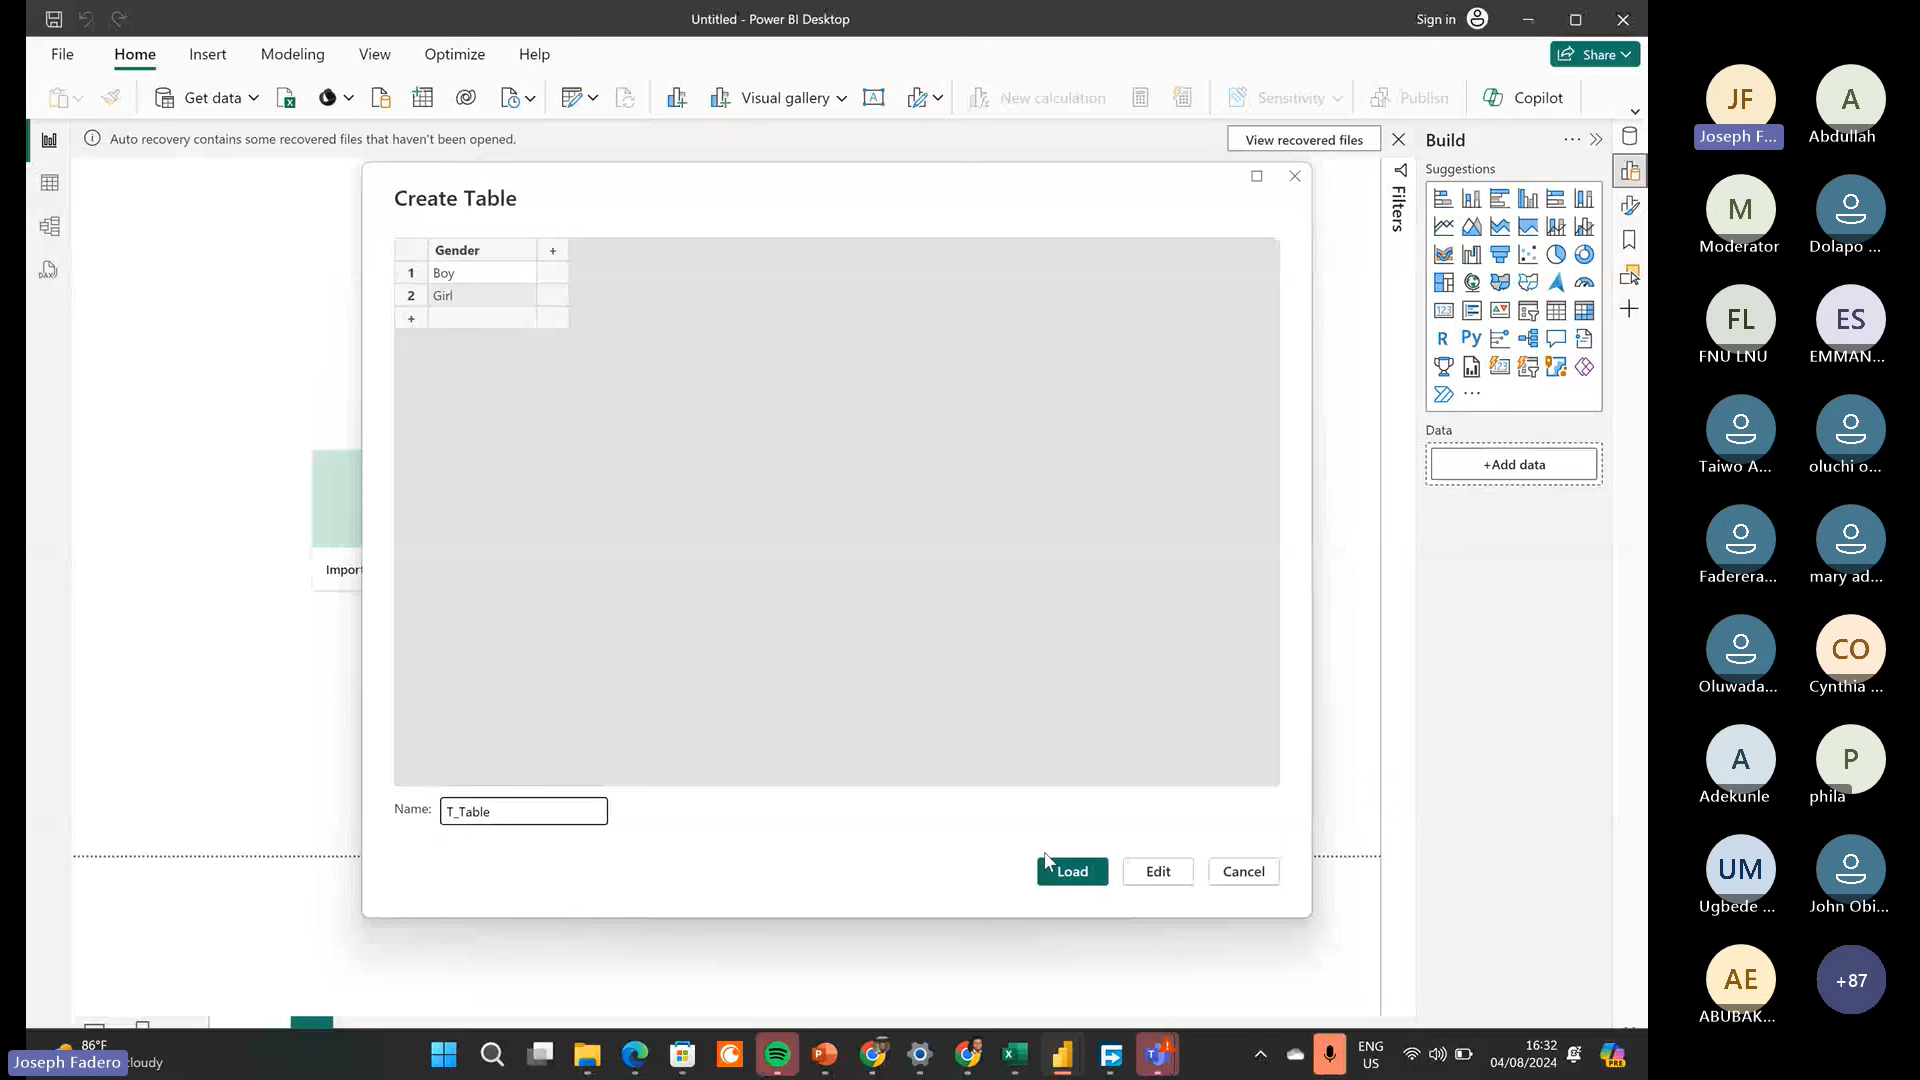 Untitled - Power BI Desktop
Sign in
File Home Insert Modeling View Optimize Help
Share
Get data
Visual gallery
New calculation
Sensitivity
Publish
Copilot
Auto recovery contains some recovered files that haven't been opened.
View recovered files
Build
Suggestions
Filters
Create Table
Gender +
1 Boy
2 Girl
+
R Py
123
Data
+Add data
Name: T_Table
Load Edit Cancel
DAX
JF
Joseph F...
A
Abdullah
M
Moderator
Dolapo ...
FL
FNU LNU
ES
EMMAN...
Taiwo A...
oluchi o...
Faderera...
mary ad...
Oluwada...
CO
Cynthia ...
A
Adekunle
P
phila
UM
Ugbede ...
John Obi...
AE
ABUBAK...
+87
86°F
Joseph Fadero
ENG
US
16:32
04/08/2024
PRE